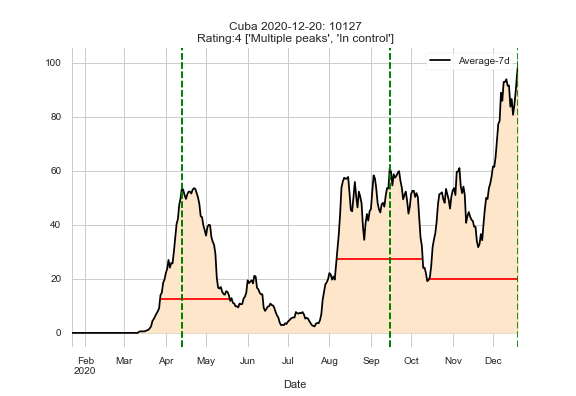 Cuba 2020-12-20: 10127
Rating:4 ['Multiple peaks', 'In control']
Average-7d
100
80
60
40
20
0
Feb Mar Apr May Jun Jul Aug Sep Oct Nov Dec
2020
Date